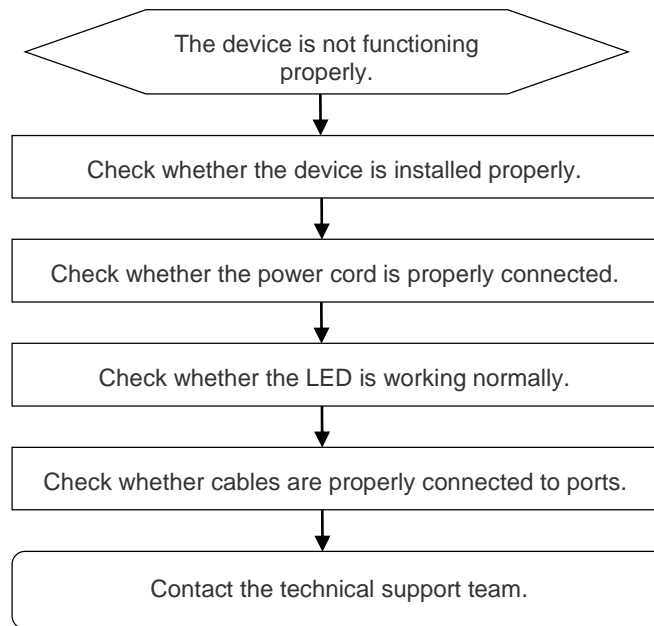 The device is not functioning
properly.
Check whether the device is installed properly.
Check whether the power cord is properly connected.
Check whether the LED is working normally.
Check whether cables are properly connected to ports.
Contact the technical support team.